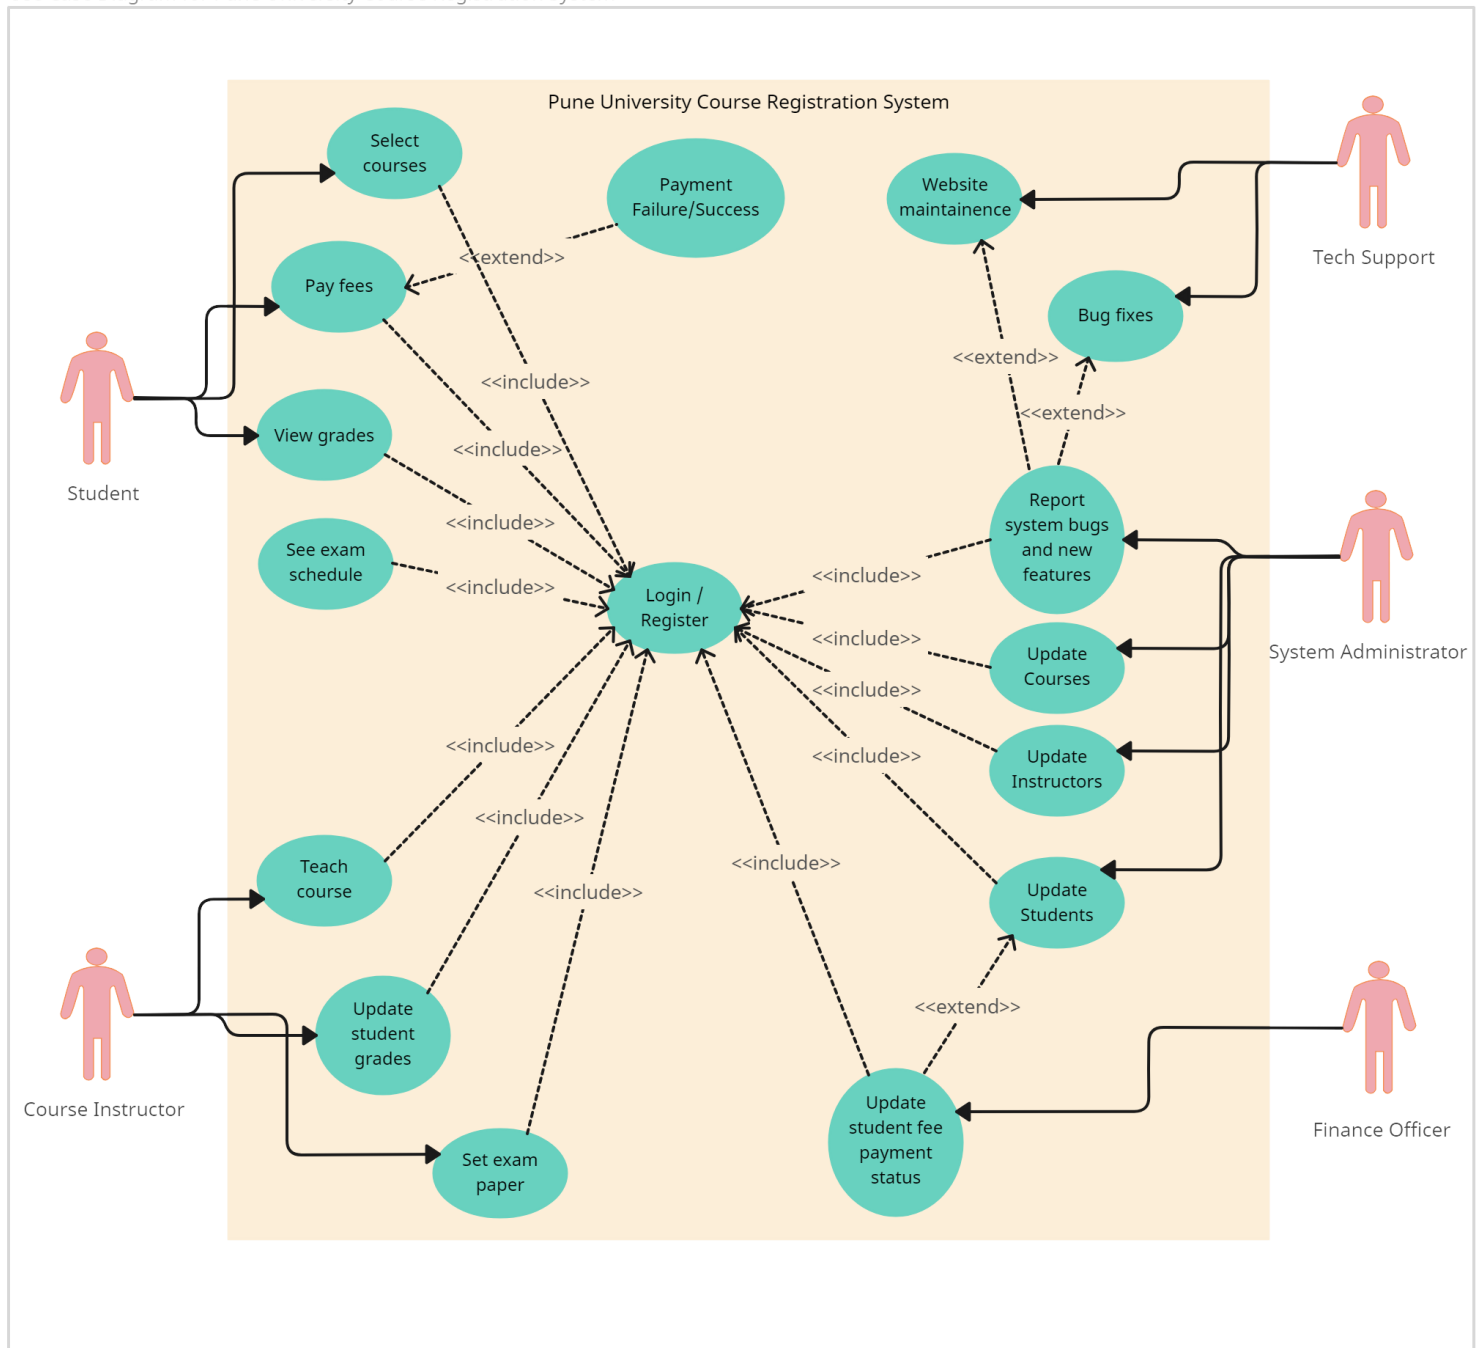 Pune University Course Registration System
Select
courses
Payment
Failure/Success
Website
maintainence
Tech Support
<<extend>>
Pay fees
Bug fixes
<<extend>>
<<include>>
<<extend>>
View grades
<<include>>
Student
Report
system bugs
and new
features
<<include>>
See exam
schedule
<<include>>
<<include>>
Login /
Register
<<include>>
Update
Courses
System Administrator
<<include>>
Update
Instructors
<<include>>
<<include>>
<<include>>
<<include>>
<<include>>
Teach
course
Update
Students
<<extend>>
Update
student
grades
Course Instructor
Update
student fee
payment
status
Finance Officer
Set exam
paper